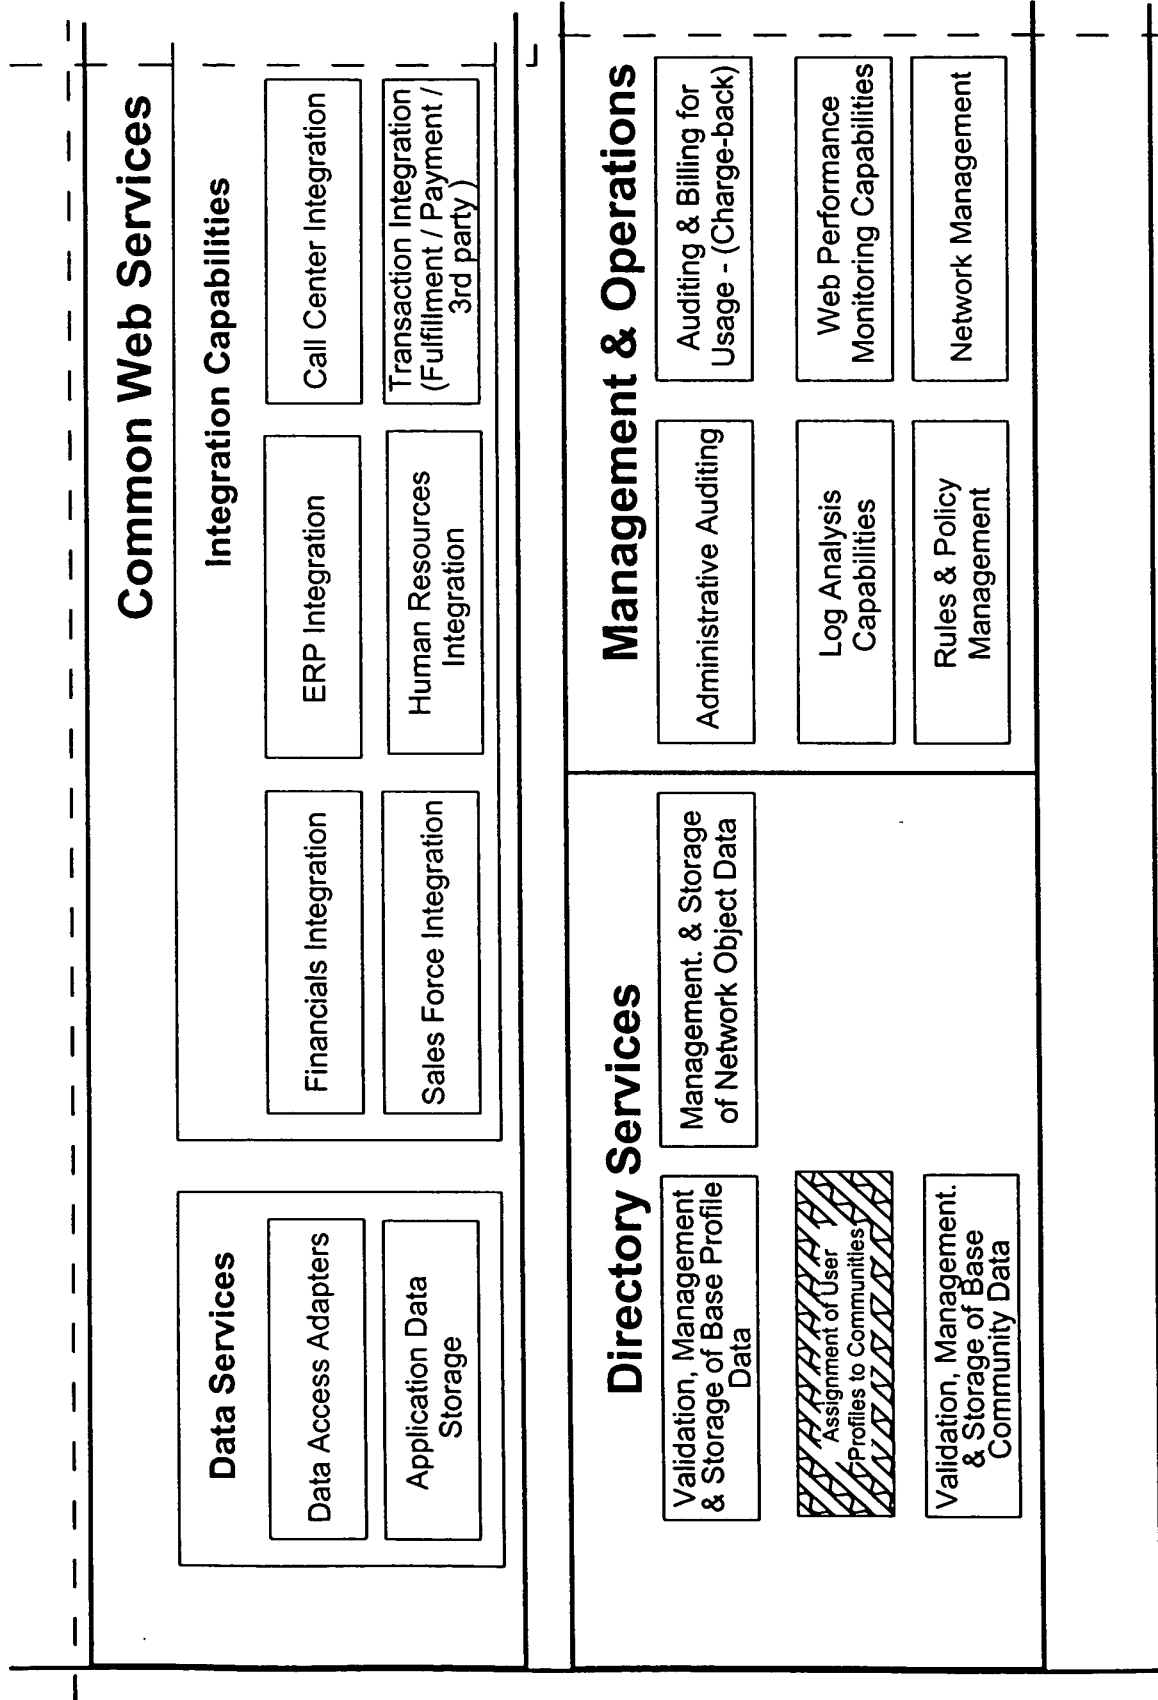 Common Web Services
Data Services
Data Access Adapters
Application Data
Storage
Integration Capabilities
Financials Integration
ERP Integration
Call Center Integration
Sales Force Integration
Human Resources
Integration
Transaction Integration
(Fulfillment / Payment /
3rd party)
Directory Services
Validation, Management
& Storage of Base Profile
Data
Management. & Storage
of Network Object Data
Assignment of User
Profiles to Communities
Validation, Management.
& Storage of Base
Community Data
Management & Operations
Administrative Auditing
Auditing & Billing for
Usage - (Charge-back)
Log Analysis
Capabilities
Web Performance
Monitoring Capabilities
Rules & Policy
Management
Network Management